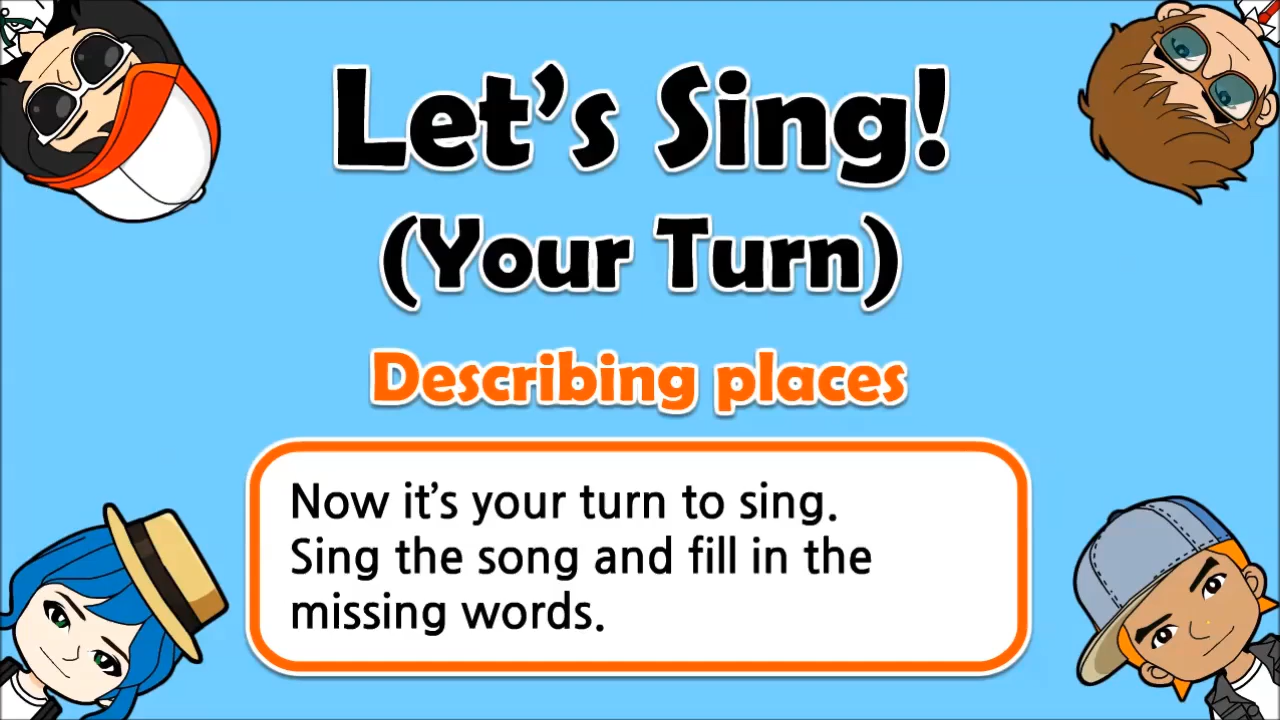 Let's Sing!
(Your Turn)
Describing places
Now it's your turn to sing.
Sing the song and fill in the
missing words.